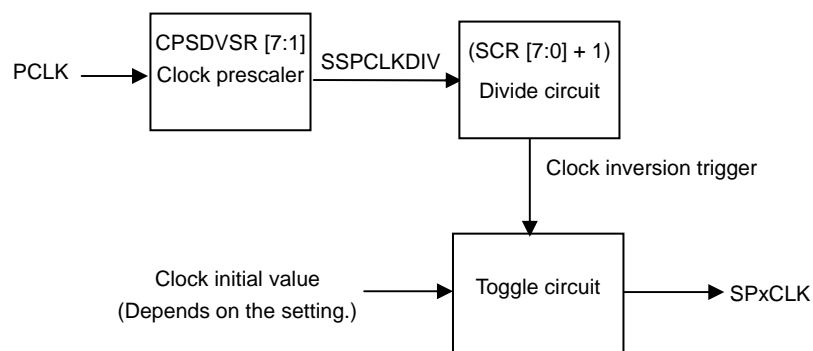 CPSDVSR [7:1]
Clock prescaler
PCLK
SSPCLKDIV
(SCR [7:0] + 1)
Divide circuit
Clock inversion trigger
Clock initial value
(Depends on the setting.)
Toggle circuit
SPxCLK